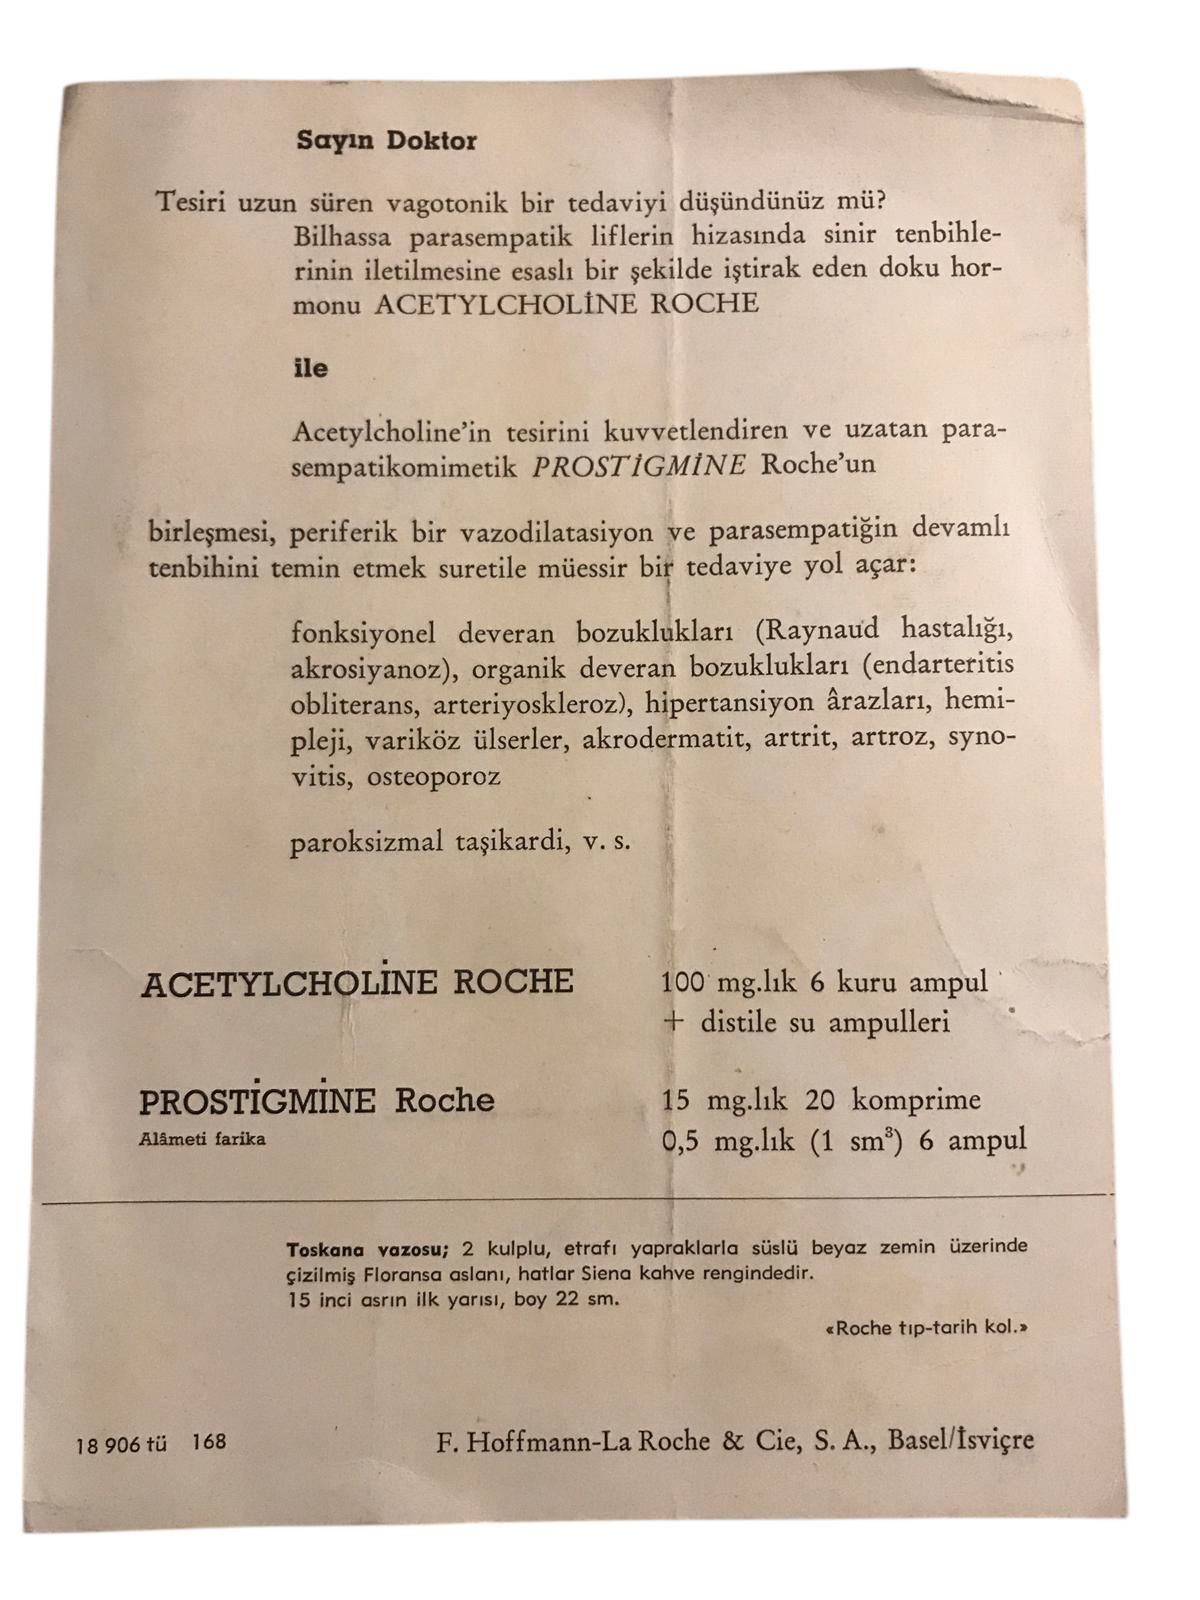 Sayın Doktor
Tesiri uzun süren vagotonik bir tedaviyi düşündünüz mü?
Bilhassa parasempatik liflerin hizasında sinir tenbihle-
rinin iletilmesine esaslı bir şekilde iştirak eden doku hor-
monu ACETYLCHOLİNE ROCHE
ile
Acetylcholine'in tesirini kuvvetlendiren ve uzatan para-
sempatikomimetik PROSTİGMİNE Roche'un
birleşmesi, periferik bir vazodilatasiyon ve parasempatiğin devamlı
tenbihini temin etmek suretile müessir bir tedaviye yol açar:
fonksiyonel deveran bozuklukları (Raynaud hastalığı,
akrosiyanoz), organik deveran bozuklukları (endarteritis
obliterans, arteriyoskleroz), hipertansiyon ârazları, hemi-
pleji, variköz ülserler, akrodermatit, artrit, artroz, syno-
vitis, osteoporoz
paroksizmal taşikardi, v. s.
ACETYLCHOLİNE ROCHE 100 mg.lık 6 kuru ampul
+ distile su ampulleri
PROSTİGMİNE Roche 15 mg.lık 20 komprime
Alâmeti farika 0,5 mg.lık (1 sm³) 6 ampul
Toskana vazosu; 2 kulplu, etrafı yapraklarla süslü beyaz zemin üzerinde
çizilmiş Floransa aslanı, hatlar Siena kahve rengindedir.
15 inci asrın ilk yarısı, boy 22 sm.
«Roche tıp-tarih kol.»
18 906 tü 168 F. Hoffmann-La Roche & Cie, S. A., Basel/İsviçre